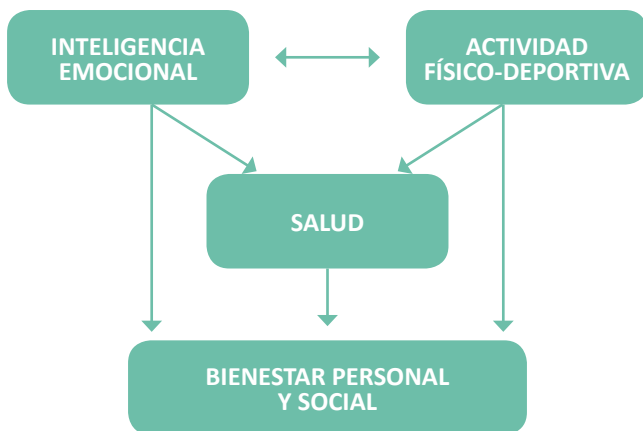 INTELIGENCIA
EMOCIONAL
ACTIVIDAD
FÍSICO-DEPORTIVA
SALUD
BIENESTAR PERSONAL
Y SOCIAL